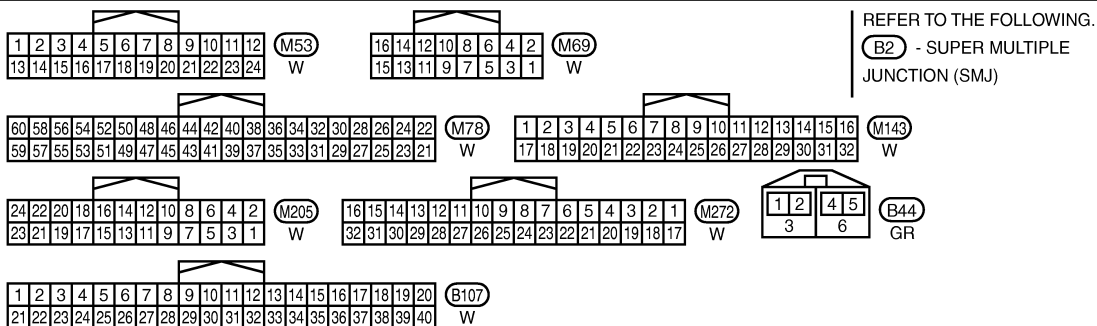 REFER TO THE FOLLOWING.
B2 - SUPER MULTIPLE
JUNCTION (SMJ)
1 2 3 4 5 6 7 8 9 10 11 12 M53
13 14 15 16 17 18 19 20 21 22 23 24 W
16 14 12 10 8 6 4 2 M69
15 13 11 9 7 5 3 1 W
60 58 56 54 52 50 48 46 44 42 40 38 36 34 32 30 28 26 24 22 M78
59 57 55 53 51 49 47 45 43 41 39 37 35 33 31 29 27 25 23 21 W
1 2 3 4 5 6 7 8 9 10 11 12 13 14 15 16 M143
17 18 19 20 21 22 23 24 25 26 27 28 29 30 31 32 W
24 22 20 18 16 14 12 10 8 6 4 2 M205
23 21 19 17 15 13 11 9 7 5 3 1 W
16 15 14 13 12 11 10 9 8 7 6 5 4 3 2 1 M272
32 31 30 29 28 27 26 25 24 23 22 21 20 19 18 17 W
1 2 4 5 B44
3 6 GR
1 2 3 4 5 6 7 8 9 10 11 12 13 14 15 16 17 18 19 20 B107
21 22 23 24 25 26 27 28 29 30 31 32 33 34 35 36 37 38 39 40 W